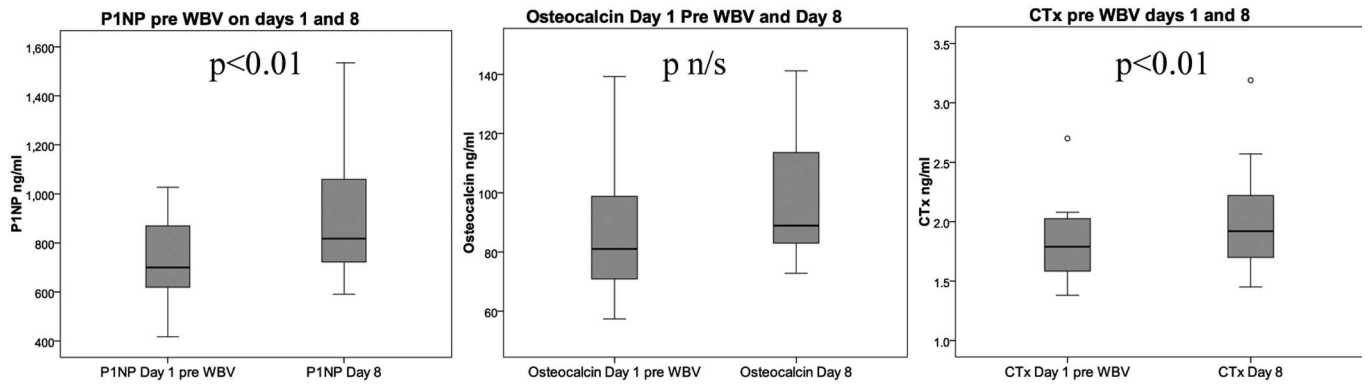 P1NP pre WBV on days 1 and 8
p<0.01
P1NP ng/ml
1,600
1,400
1,200
1,000
800
600
400
P1NP Day 1 pre WBV
P1NP Day 8
Osteocalcin Day 1 Pre WBV and Day 8
p n/s
Osteocalcin ng/ml
140
120
100
80
60
Osteocalcin Day 1 pre WBV
Osteocalcin Day 8
CTx pre WBV days 1 and 8
p<0.01
CTx ng/ml
3.5
3.0
2.5
2.0
1.5
1.0
CTx Day 1 pre WBV
CTx Day 8